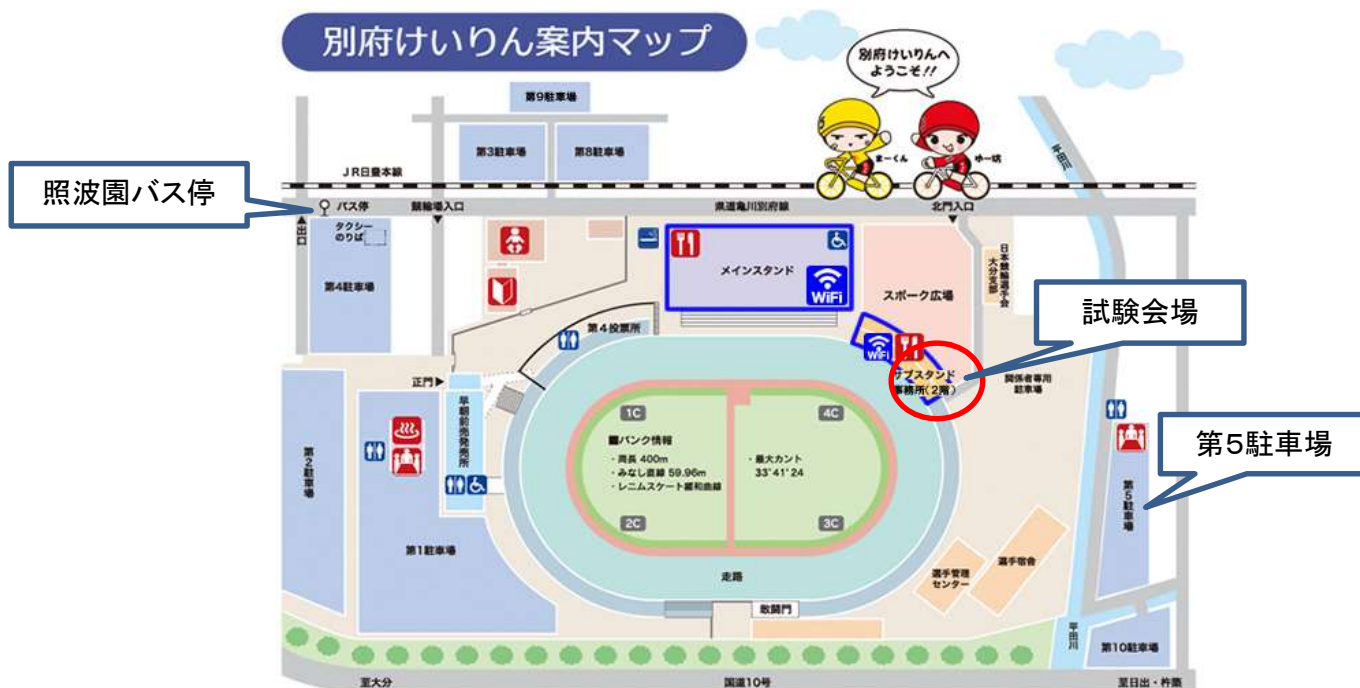 別府けいりん案内マップ
別府けいりんへ
ようこそ!!
まーくん
ゆー坊
第9駐車場
第3駐車場
第8駐車場
平田川
JR日豊本線
照波園バス停
バス停
競輪場入口
県道亀川別府線
北門入口
▲出口
タクシー
のりば
第4駐車場
メインスタンド
WiFi
スポーク広場
日本競輪選手会
大分支部
試験会場
第4投票所
WiFi
サブスタンド
事務所(2階)
関係者専用
駐車場
正門▶
早朝前売発売所
第2駐車場
第1駐車場
1C
4C
■バンク情報
・周長 400m
・みなし直線 59.96m
・レニムスケート緩和曲線
・最大カント
33°41'24
2C
3C
第5駐車場
第5駐車場
走路
選手管理
センター
選手宿舎
敢闘門
平田川
第10駐車場
至大分
国道10号
至日出・杵築